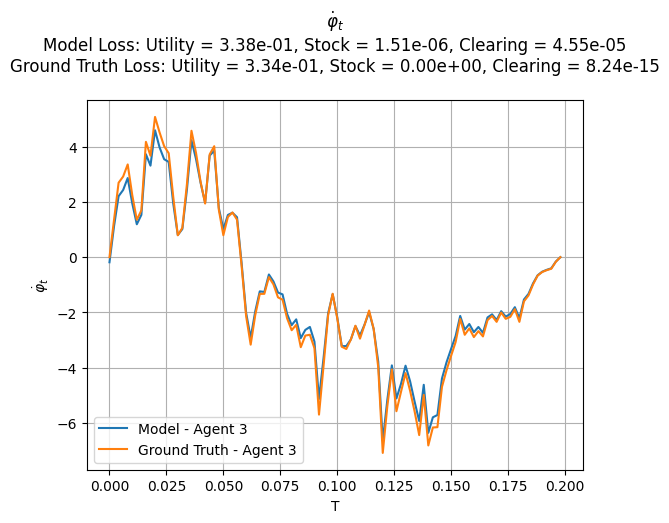 φ̇ₜ
Model Loss: Utility = 3.38e-01, Stock = 1.51e-06, Clearing = 4.55e-05
Ground Truth Loss: Utility = 3.34e-01, Stock = 0.00e+00, Clearing = 8.24e-15
4
2
0
−2
−4
−6
φ̇ₜ
Model - Agent 3
Ground Truth - Agent 3
0.000 0.025 0.050 0.075 0.100 0.125 0.150 0.175 0.200
T